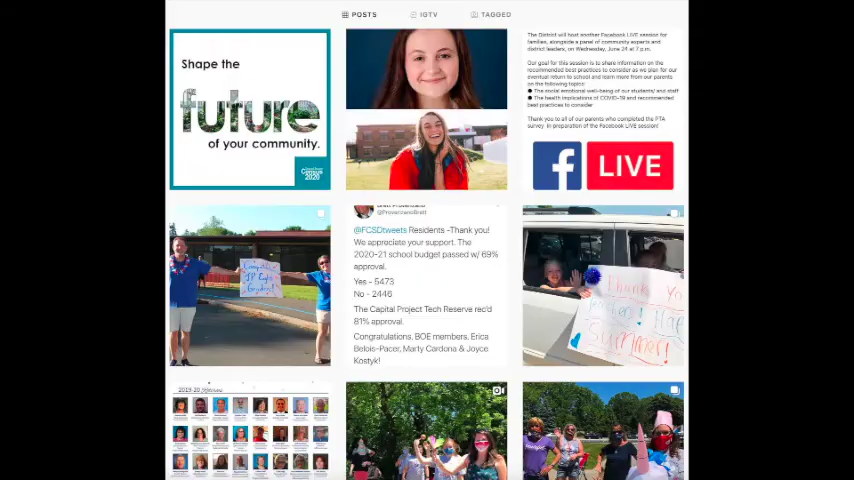 POSTS
IGTV
TAGGED
Shape the
future
of your community.
Census
2020
The District will host another Facebook LIVE session for
families, alongside a panel of community experts and
district leaders, on Wednesday, June 24 at 7 p.m.
Our goal for this session is to share information on the
recommended best practices to consider as we plan for our
eventual return to school and learn more from our parents
on the following topics:
● The social emotional well-being of our students/ and staff
● The health implications of COVID-19 and recommended
best practices to consider
Thank you to all of our parents who completed the PTA
survey in preparation of the Facebook LIVE session!
f LIVE
@ProvenzanoBrett
@FCSDtweets Residents -Thank you!
We appreciate your support. The
2020-21 school budget passed w/ 69%
approval.
Yes - 5473
No - 2446
The Capital Project Tech Reserve rec'd
81% approval.
Congratulations, BOE members, Erica
Belois-Pacer, Marty Cardona & Joyce
Kostyk!
Thank Yo
Summer!
2019-20